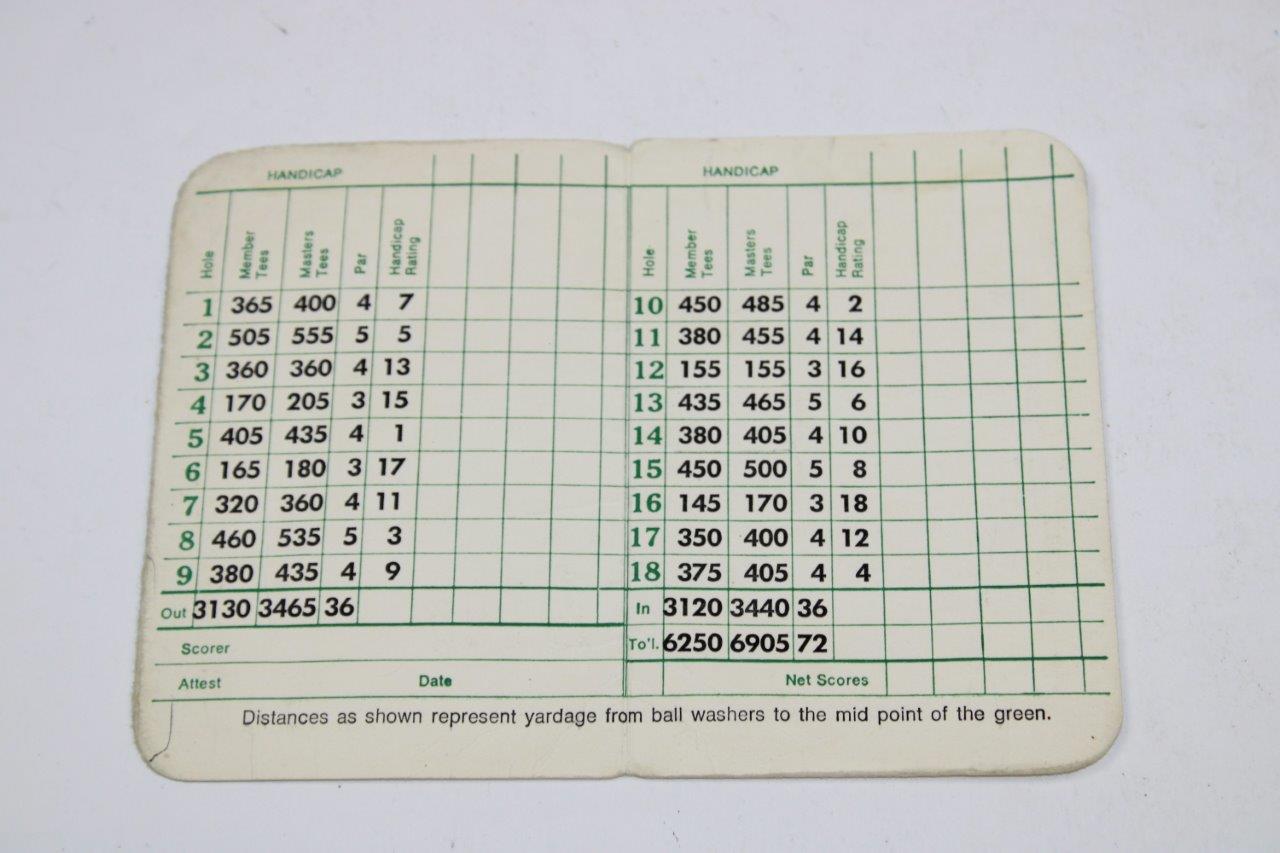 HANDICAP
Hole Member Tees Masters Tees Par Handicap Rating
1 365 400 4 7
2 505 555 5 5
3 360 360 4 13
4 170 205 3 15
5 405 435 4 1
6 165 180 3 17
7 320 360 4 11
8 460 535 5 3
9 380 435 4 9
Out 3130 3465 36
Scorer
Attest Date
HANDICAP
Hole Member Tees Masters Tees Par Handicap Rating
10 450 485 4 2
11 380 455 4 14
12 155 155 3 16
13 435 465 5 6
14 380 405 4 10
15 450 500 5 8
16 145 170 3 18
17 350 400 4 12
18 375 405 4 4
In 3120 3440 36
To'l. 6250 6905 72
Net Scores
Distances as shown represent yardage from ball washers to the mid point of the green.